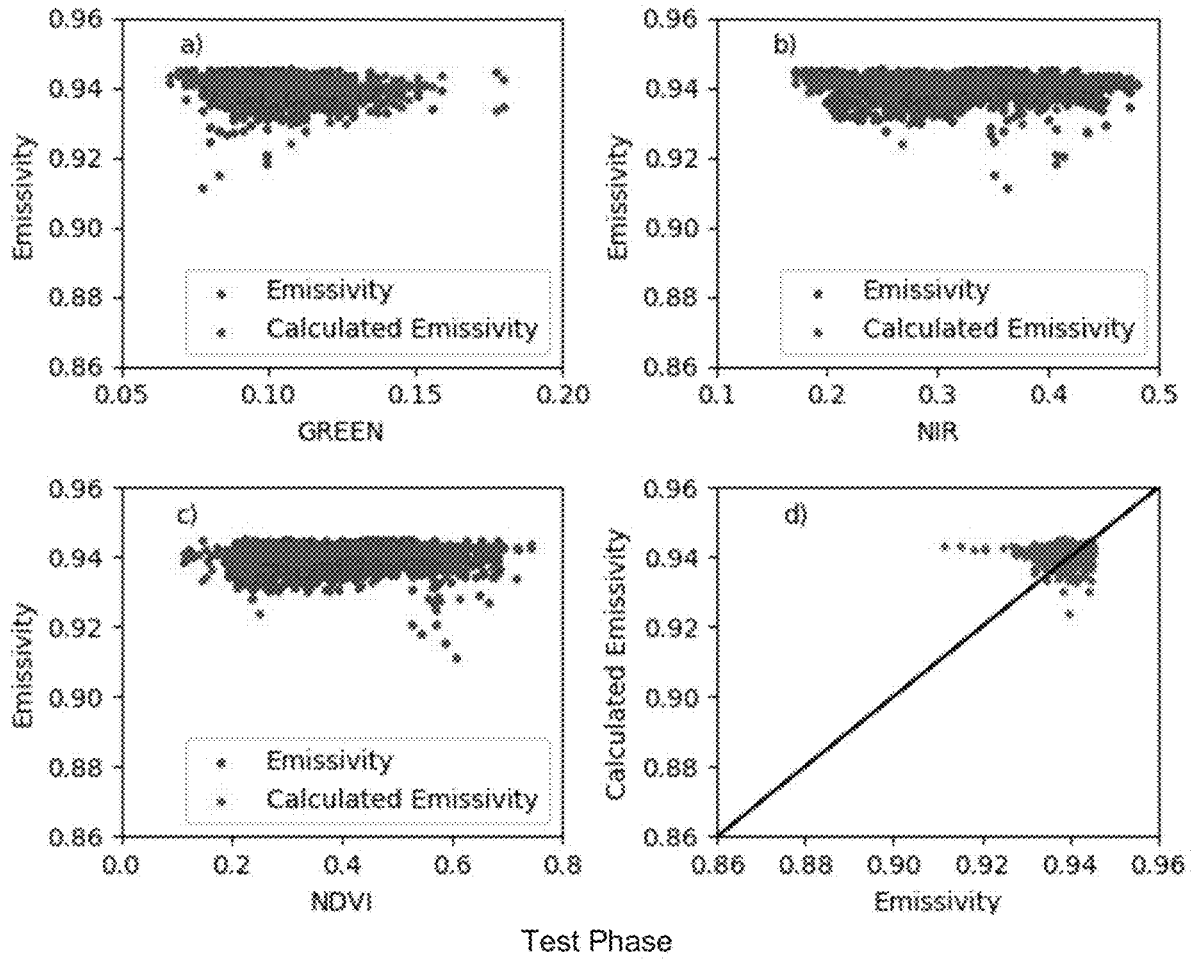 a)
0.96
0.94
0.92
0.90
0.88
0.86
Emissivity
Emissivity
Calculated Emissivity
0.05 0.10 0.15 0.20
GREEN
b)
0.96
0.94
0.92
0.90
0.88
0.86
Emissivity
Emissivity
Calculated Emissivity
0.1 0.2 0.3 0.4 0.5
NIR
c)
0.96
0.94
0.92
0.90
0.88
0.86
Emissivity
Emissivity
Calculated Emissivity
0.0 0.2 0.4 0.6 0.8
NDVI
d)
0.96
0.94
0.92
0.90
0.88
0.86
Calculated Emissivity
0.86 0.88 0.90 0.92 0.94 0.96
Emissivity
Test Phase